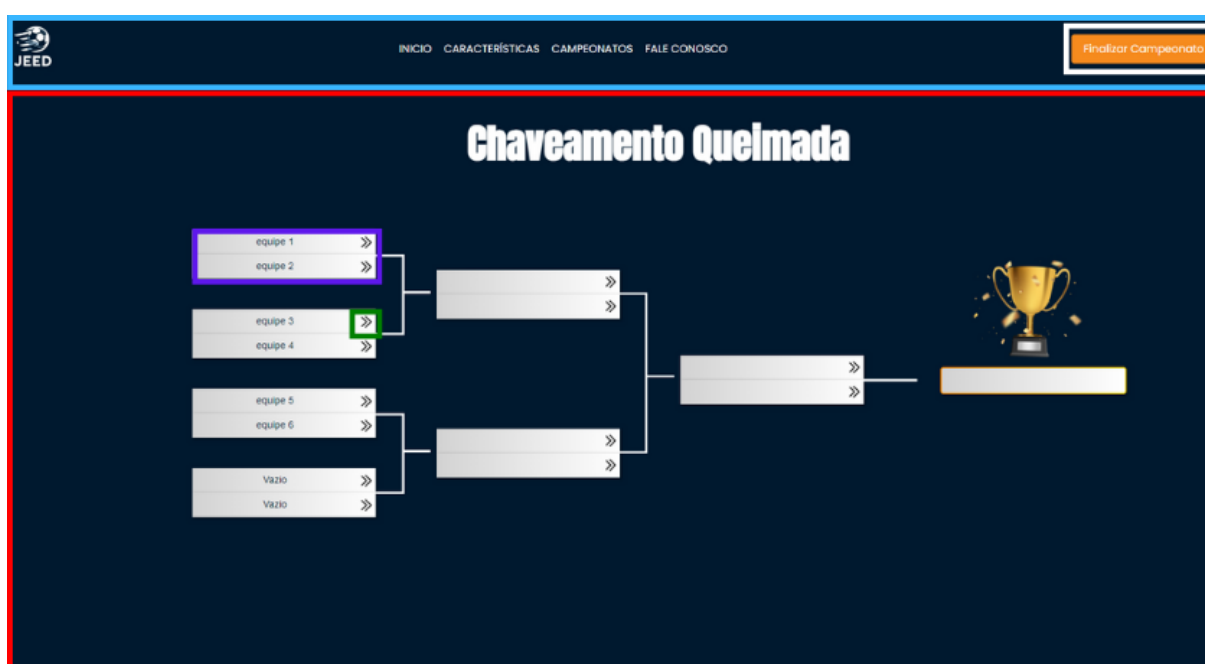 JEED
INICIO CARACTERÍSTICAS CAMPEONATOS FALE CONOSCO
Finalizar Campeonato
Chaveamento Queimada
equipe 1
equipe 2
equipe 3
equipe 4
equipe 5
equipe 6
Vazio
Vazio